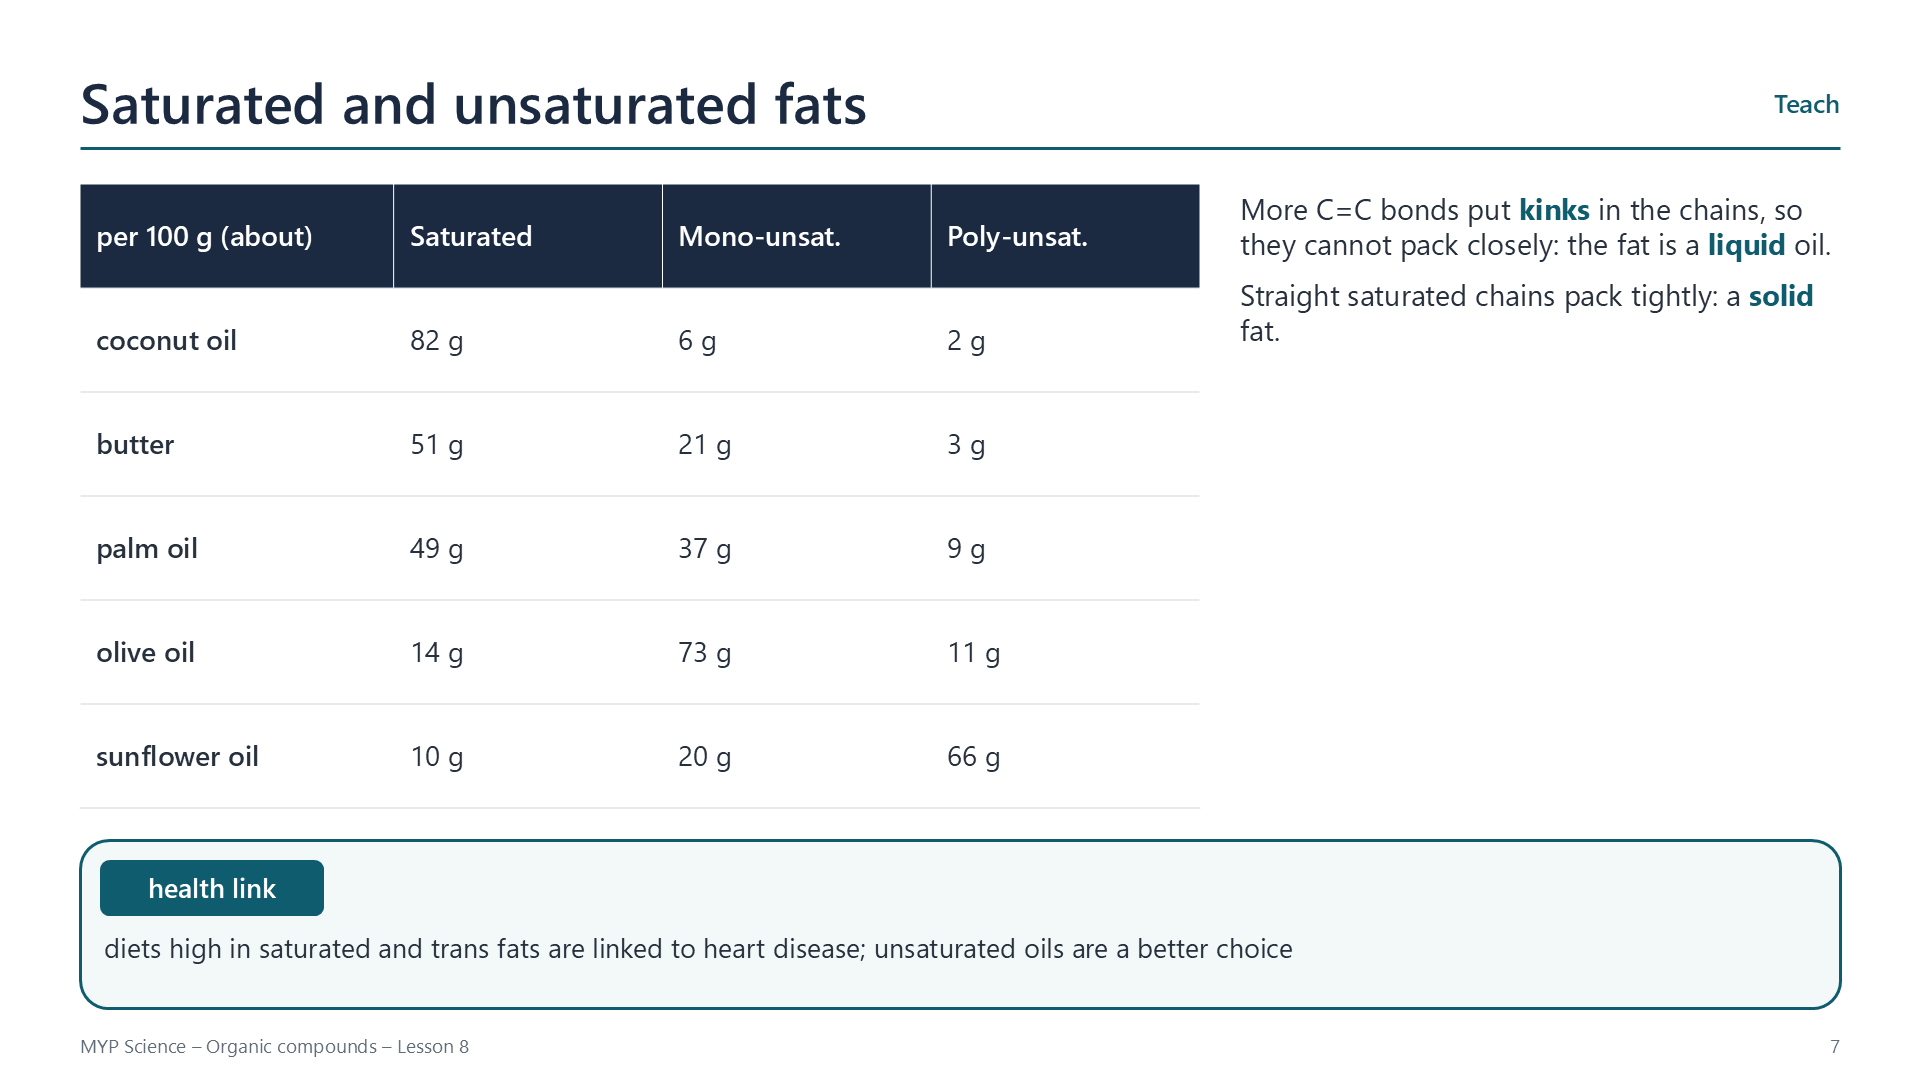 Saturated and unsaturated fats
Teach
per 100 g (about) Saturated Mono-unsat. Poly-unsat.
coconut oil 82 g 6 g 2 g
butter 51 g 21 g 3 g
palm oil 49 g 37 g 9 g
olive oil 14 g 73 g 11 g
sunflower oil 10 g 20 g 66 g
More C=C bonds put kinks in the chains, so
they cannot pack closely: the fat is a liquid oil.
Straight saturated chains pack tightly: a solid
fat.
health link
diets high in saturated and trans fats are linked to heart disease; unsaturated oils are a better choice
MYP Science – Organic compounds – Lesson 8
7